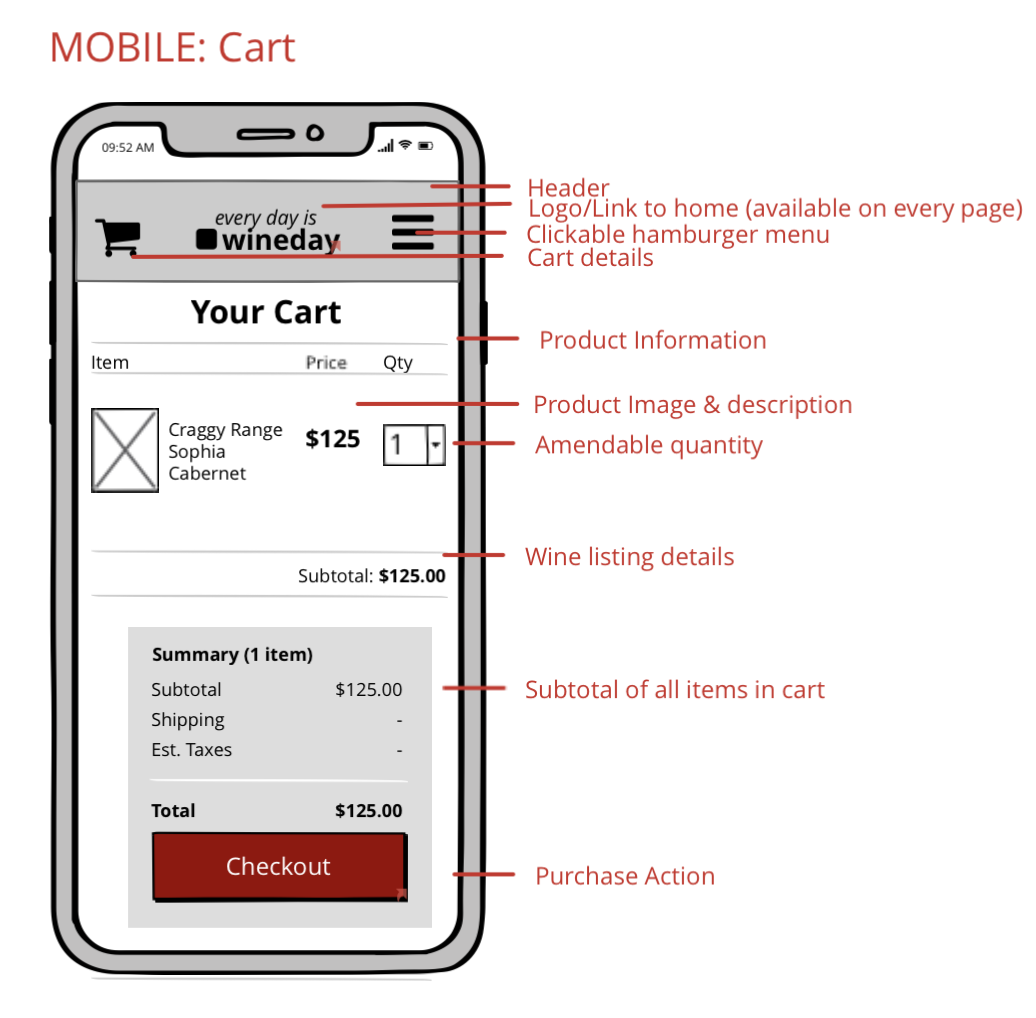 MOBILE: Cart
09:52 AM
Header
Logo/Link to home (available on every page)
every day is
wineday
Clickable hamburger menu
Cart details
Your Cart
Product Information
Item Price Qty
Product Image & description
Craggy Range
Sophia
Cabernet
$125
1
Amendable quantity
Wine listing details
Subtotal: $125.00
Summary (1 item)
Subtotal $125.00
Subtotal of all items in cart
Shipping -
Est. Taxes -
Total $125.00
Checkout
Purchase Action